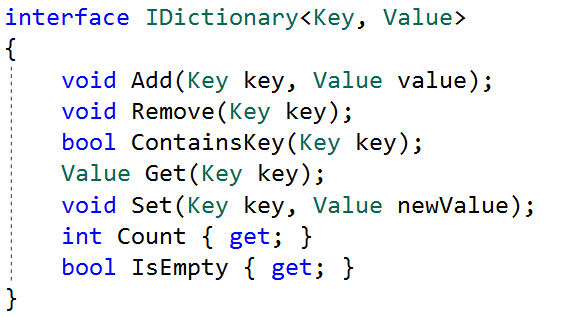 interface IDictionary<Key, Value>
{
    void Add(Key key, Value value);
    void Remove(Key key);
    bool ContainsKey(Key key);
    Value Get(Key key);
    void Set(Key key, Value newValue);
    int Count { get; }
    bool IsEmpty { get; }
}